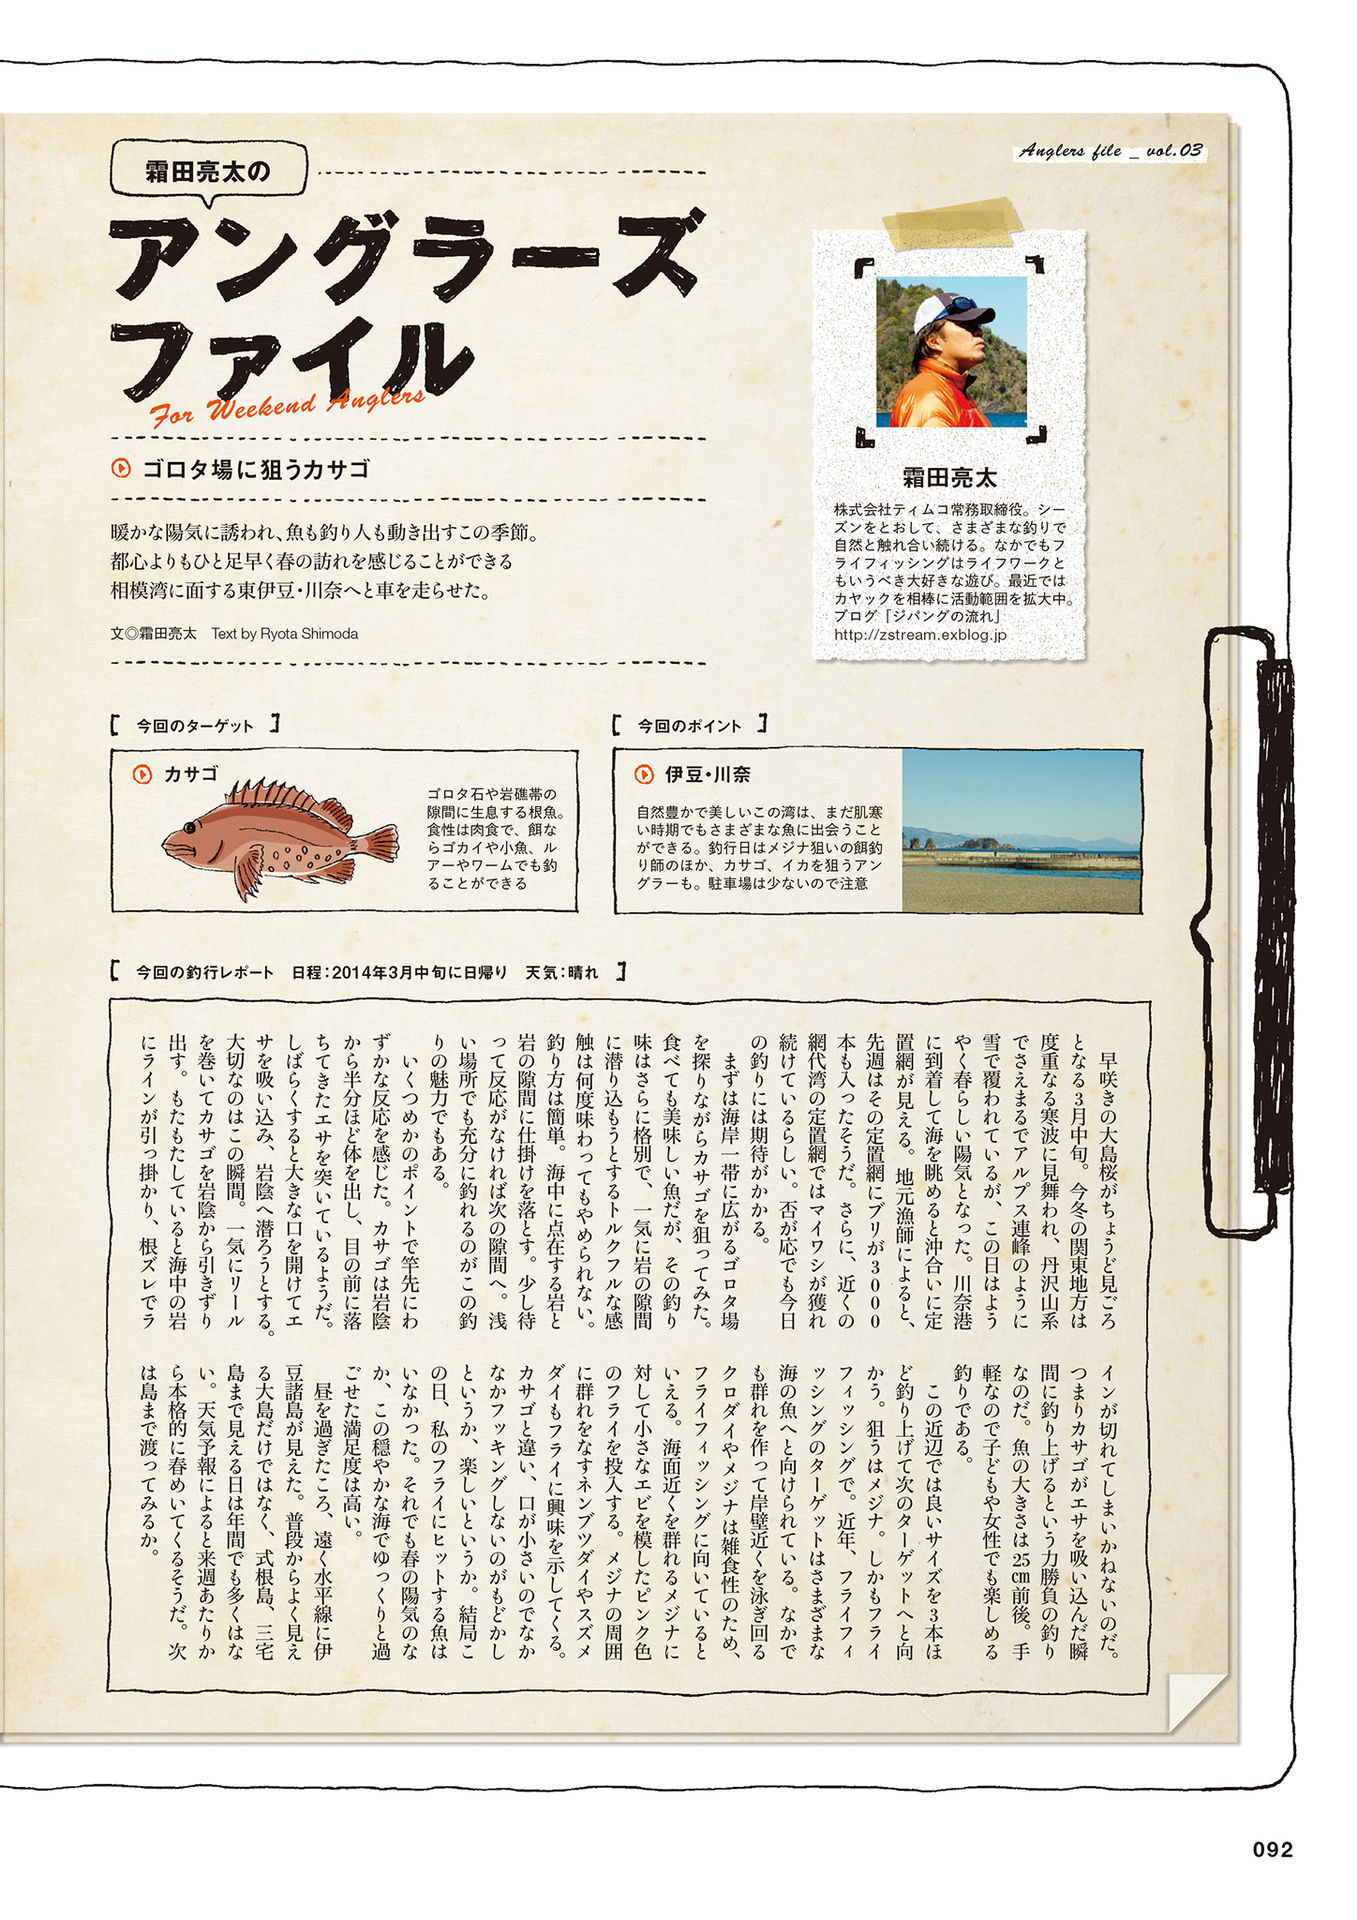 Anglers file _ vol.03
霜田亮太の
アングラーズ
ファイル
For Weekend Anglers
ゴロタ場に狙うカサゴ
暖かな陽気に誘われ、魚も釣り人も動き出すこの季節。
都心よりもひと足早く春の訪れを感じることができる
相模湾に面する東伊豆・川奈へと車を走らせた。
文◎霜田亮太 Text by Ryota Shimoda
霜田亮太
株式会社ティムコ常務取締役。シー
ズンをとおして、さまざまな釣りで
自然と触れ合い続ける。なかでもフ
ライフィッシングはライフワークと
もいうべき大好きな遊び。最近では
カヤックを相棒に活動範囲を拡大中。
ブログ「ジパングの流れ」
http://zstream.exblog.jp
[ 今回のターゲット ]
カサゴ
ゴロタ石や岩礁帯の
隙間に生息する根魚。
食性は肉食で、餌な
らゴカイや小魚、ル
アーやワームでも釣
ることができる
[ 今回のポイント ]
伊豆・川奈
自然豊かで美しいこの湾は、まだ肌寒
い時期でもさまざまな魚に出会うこと
ができる。釣行日はメジナ狙いの餌釣
り師のほか、カサゴ、イカを狙うアン
グラーも。駐車場は少ないので注意
[ 今回の釣行レポート 日程：2014年3月中旬に日帰り 天気：晴れ ]
早咲きの大島桜がちょうど見ごろ
となる3月中旬。今冬の関東地方は
度重なる寒波に見舞われ、丹沢山系
でさえまるでアルプス連峰のように
雪で覆われているが、この日はよう
やく春らしい陽気となった。川奈港
に到着して海を眺めると沖合いに定
置網が見える。地元漁師によると、
先週はその定置網にブリが3000
本も入ったそうだ。さらに、近くの
網代湾の定置網ではマイワシが獲れ
続けているらしい。否が応でも今日
の釣りには期待がかかる。
まずは海岸一帯に広がるゴロタ場
を探りながらカサゴを狙ってみた。
食べても美味しい魚だが、その釣り
味はさらに格別で、一気に岩の隙間
に潜り込もうとするトルクフルな感
触は何度味わってもやめられない。
釣り方は簡単。海中に点在する岩と
岩の隙間に仕掛けを落とす。少し待
って反応がなければ次の隙間へ。浅
い場所でも充分に釣れるのがこの釣
りの魅力でもある。
いくつめかのポイントで竿先にわ
ずかな反応を感じた。カサゴは岩陰
から半分ほど体を出し、目の前に落
ちてきたエサを突いているようだ。
しばらくすると大きな口を開けてエ
サを吸い込み、岩陰へ潜ろうとする。
大切なのはこの瞬間。一気にリール
を巻いてカサゴを岩陰から引きずり
出す。もたもたしていると海中の岩
にラインが引っ掛かり、根ズレでラ
インが切れてしまいかねないのだ。
つまりカサゴがエサを吸い込んだ瞬
間に釣り上げるという力勝負の釣り
なのだ。魚の大きさは25cm前後。手
軽なので子どもや女性でも楽しめる
釣りである。
この近辺では良いサイズを3本ほ
ど釣り上げて次のターゲットへと向
かう。狙うはメジナ。しかもフライ
フィッシングで。近年、フライフィ
ッシングのターゲットはさまざまな
海の魚へと向けられている。なかで
も群れを作って岸壁近くを泳ぎ回る
クロダイやメジナは雑食性のため、
フライフィッシングに向いていると
いえる。海面近くを群れるメジナに
対して小さなエビを模したピンク色
のフライを投入する。メジナの周囲
に群れをなすネンブツダイやスズメ
ダイもフライに興味を示してくる。
カサゴと違い、口が小さいのでなか
なかフッキングしないのがもどかし
というか、楽しいというか。結局こ
の日、私のフライにヒットする魚は
いなかった。それでも春の陽気のな
か、この穏やかな海でゆっくりと過
ごせた満足度は高い。
昼を過ぎたころ、遠く水平線に伊
豆諸島が見えた。普段からよく見え
る大島だけではなく、式根島、三宅
島まで見える日は年間でも多くはな
い。天気予報によると来週あたりか
ら本格的に春めいてくるそうだ。次
は島まで渡ってみるか。
092